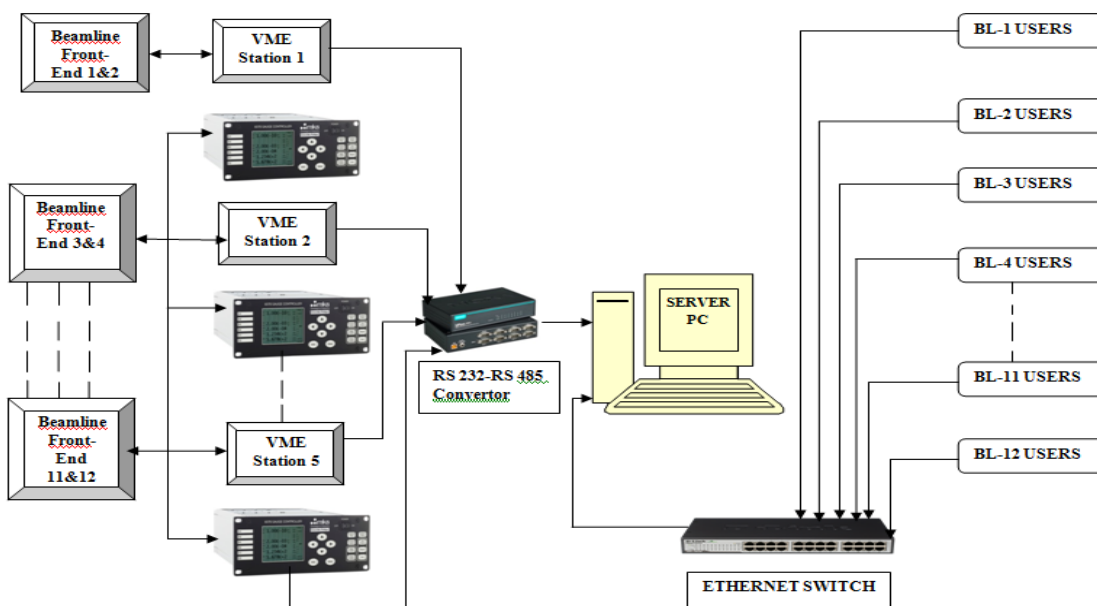 Beamline
Front-
End 1&2
VME
Station 1
BL-1 USERS
BL-2 USERS
BL-3 USERS
Beamline
Front-
End 3&4
VME
Station 2
BL-4 USERS
SERVER
PC
RS 232-RS 485
Convertor
BL-11 USERS
Beamline
Front-
End
11&12
VME
Station 5
BL-12 USERS
ETHERNET SWITCH